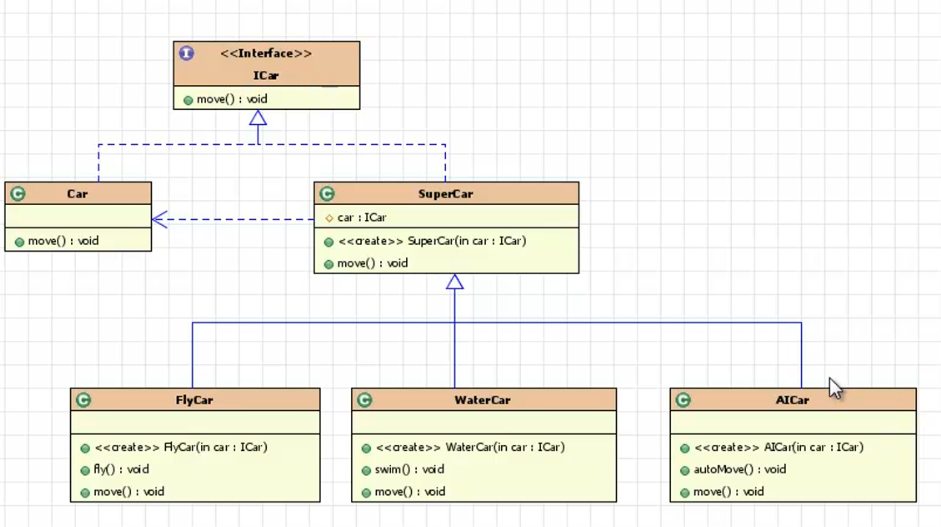 I
<<Interface>>
ICar
move() : void
C
Car
move() : void
C
SuperCar
car : ICar
<<create>> SuperCar(in car : ICar)
move() : void
C
FlyCar
<<create>> FlyCar(in car : ICar)
fly() : void
move() : void
C
WaterCar
<<create>> WaterCar(in car : ICar)
swim() : void
move() : void
C
AICar
<<create>> AICar(in car : ICar)
autoMove() : void
move() : void